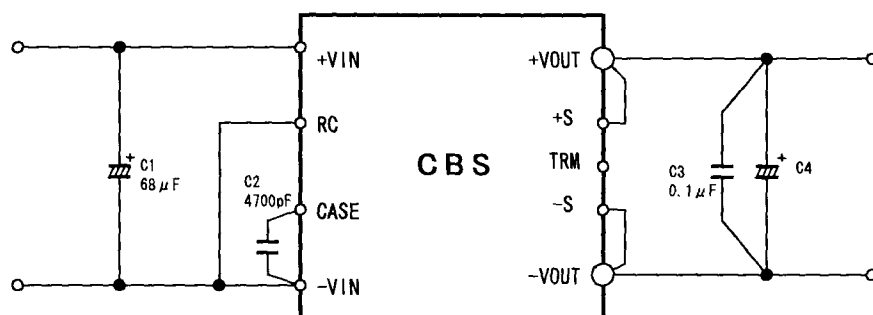 +VIN
+VOUT
RC
+S
+
C1
68μF
CBS
TRM
C3
0.1μF
+
C4
C2
4700pF
CASE
-S
-VIN
-VOUT